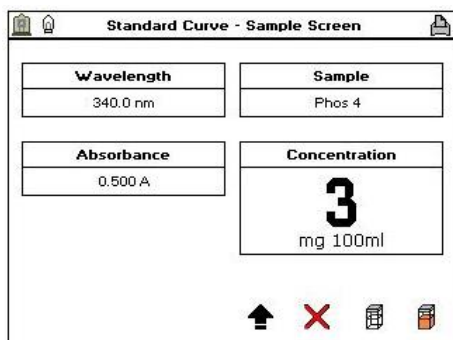 Standard Curve - Sample Screen
Wavelength
340.0 nm
Sample
Phos 4
Absorbance
0.500 A
Concentration
3
mg 100ml